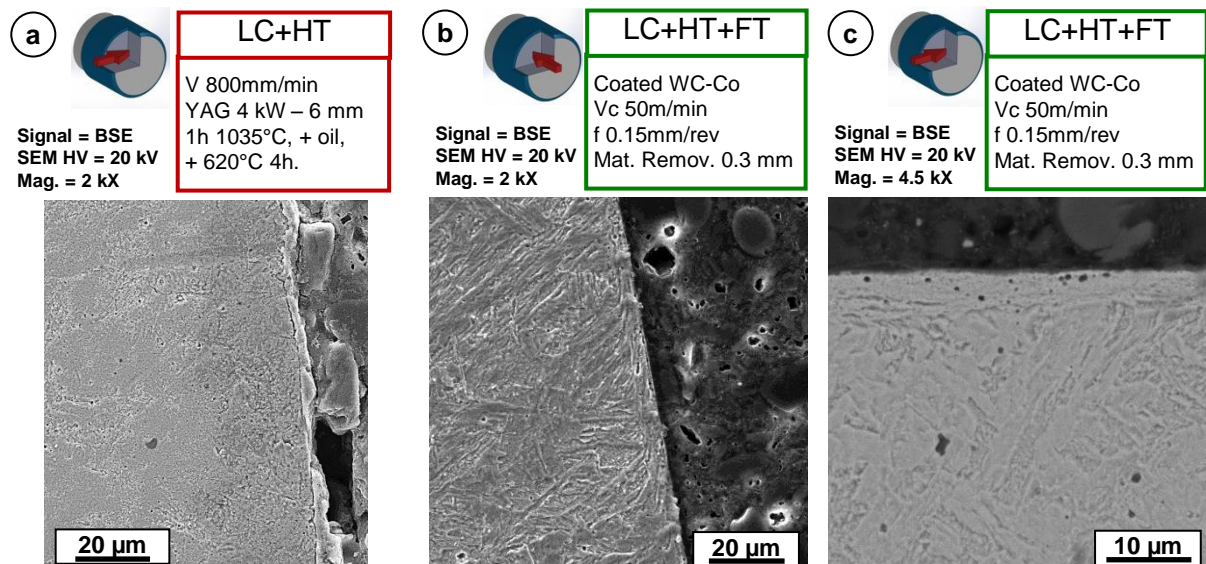 a
LC+HT
V 800mm/min
YAG 4 kW – 6 mm
1h 1035°C, + oil,
+ 620°C 4h.
Signal = BSE
SEM HV = 20 kV
Mag. = 2 kX
20 µm
b
LC+HT+FT
Coated WC-Co
Vc 50m/min
f 0.15mm/rev
Mat. Remov. 0.3 mm
Signal = BSE
SEM HV = 20 kV
Mag. = 2 kX
20 µm
c
LC+HT+FT
Coated WC-Co
Vc 50m/min
f 0.15mm/rev
Mat. Remov. 0.3 mm
Signal = BSE
SEM HV = 20 kV
Mag. = 4.5 kX
10 µm